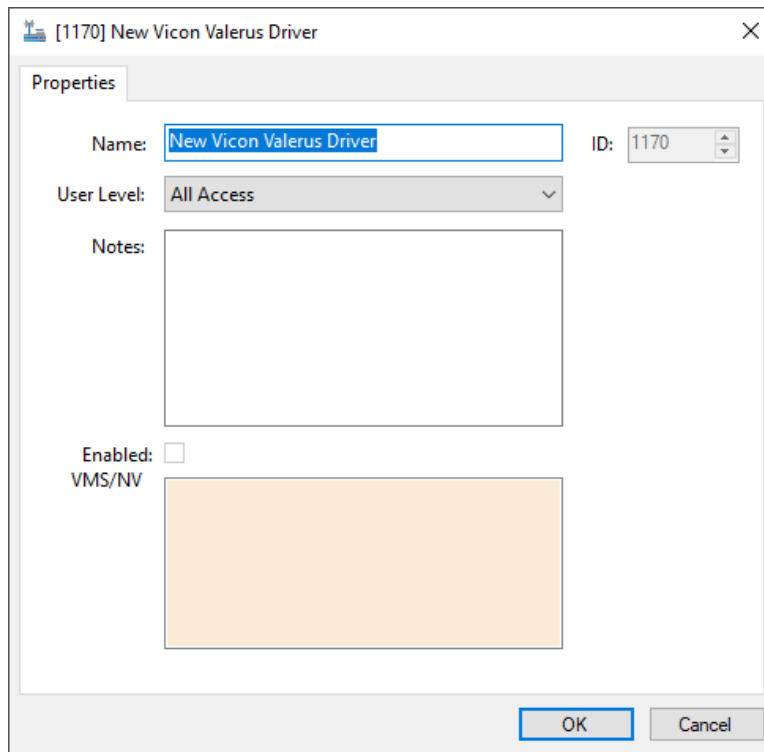 [1170] New Vicon Valerus Driver
Properties
Name: New Vicon Valerus Driver ID: 1170
User Level: All Access
Notes:
Enabled:
VMS/NV
OK Cancel